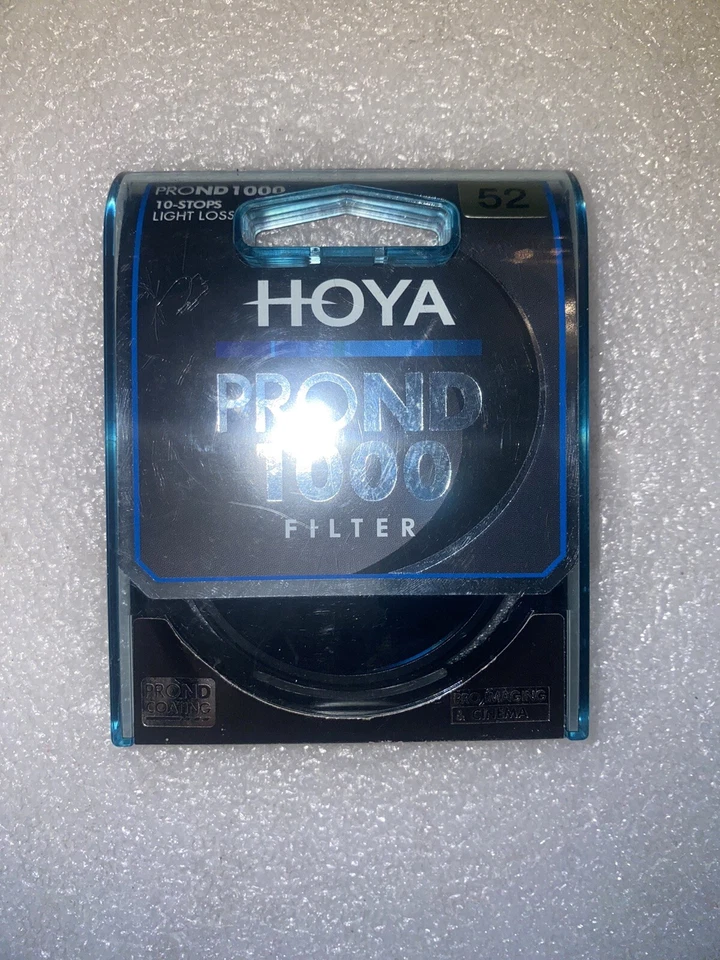 PROND1000
10-STOPS
LIGHT LOSS
52
HOYA
PROND
1000
FILTER
PROND
COATING
PRO IMAGING
& CINEMA